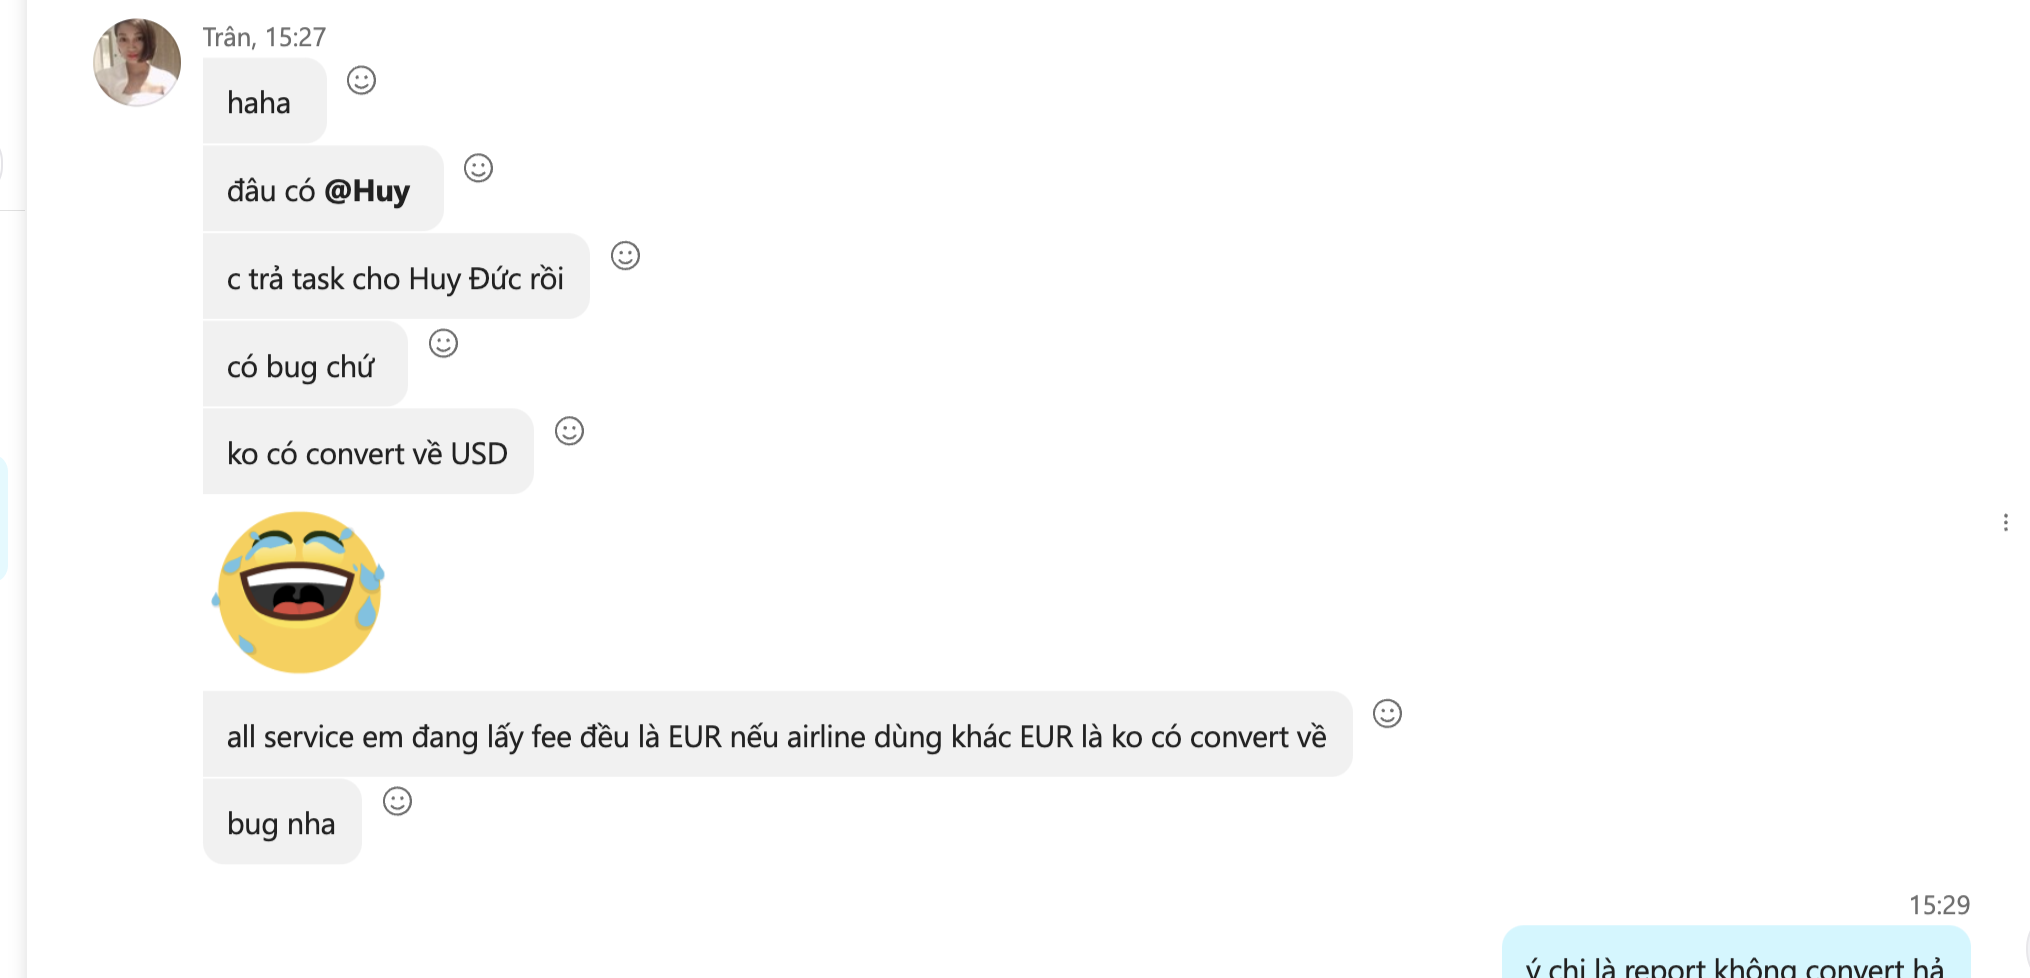 Trân, 15:27
haha
đâu có @Huy
c trả task cho Huy Đức rồi
có bug chứ
ko có convert về USD
all service em đang lấy fee đều là EUR nếu airline dùng khác EUR là ko có convert về
bug nha
15:29
ý chị là report không convert hả